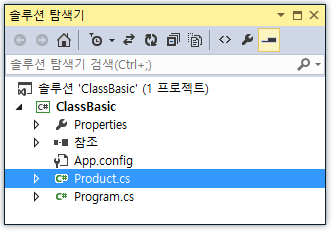 솔루션 탐색기
솔루션 탐색기 검색(Ctrl+;)
솔루션 'ClassBasic' (1 프로젝트)
C# ClassBasic
Properties
참조
App.config
C# Product.cs
C# Program.cs